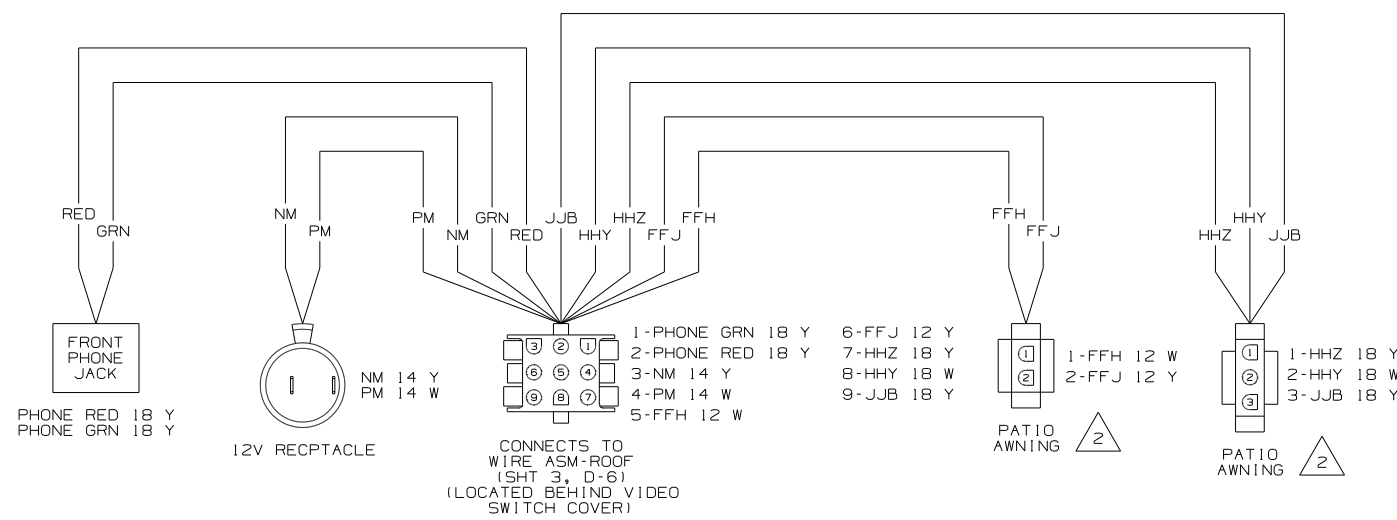 RED
GRN
NM
PM
PM
NM
GRN
RED
JJB
HHY
HHZ
FFJ
FFH
FFH
FFJ
HHZ
HHY
JJB
FRONT
PHONE
JACK
PHONE RED 18 Y
PHONE GRN 18 Y
NM 14 Y
PM 14 W
12V RECPTACLE
3 2 1
6 5 4
9 8 7
1-PHONE GRN 18 Y
2-PHONE RED 18 Y
3-NM 14 Y
4-PM 14 W
5-FFH 12 W
6-FFJ 12 Y
7-HHZ 18 Y
8-HHY 18 W
9-JJB 18 Y
CONNECTS TO
WIRE ASM-ROOF
(SHT 3, D-6)
(LOCATED BEHIND VIDEO
SWITCH COVER)
1
2
1-FFH 12 W
2-FFJ 12 Y
PATIO
AWNING
2
1
2
3
1-HHZ 18 Y
2-HHY 18 W
3-JJB 18 Y
PATIO
AWNING
2